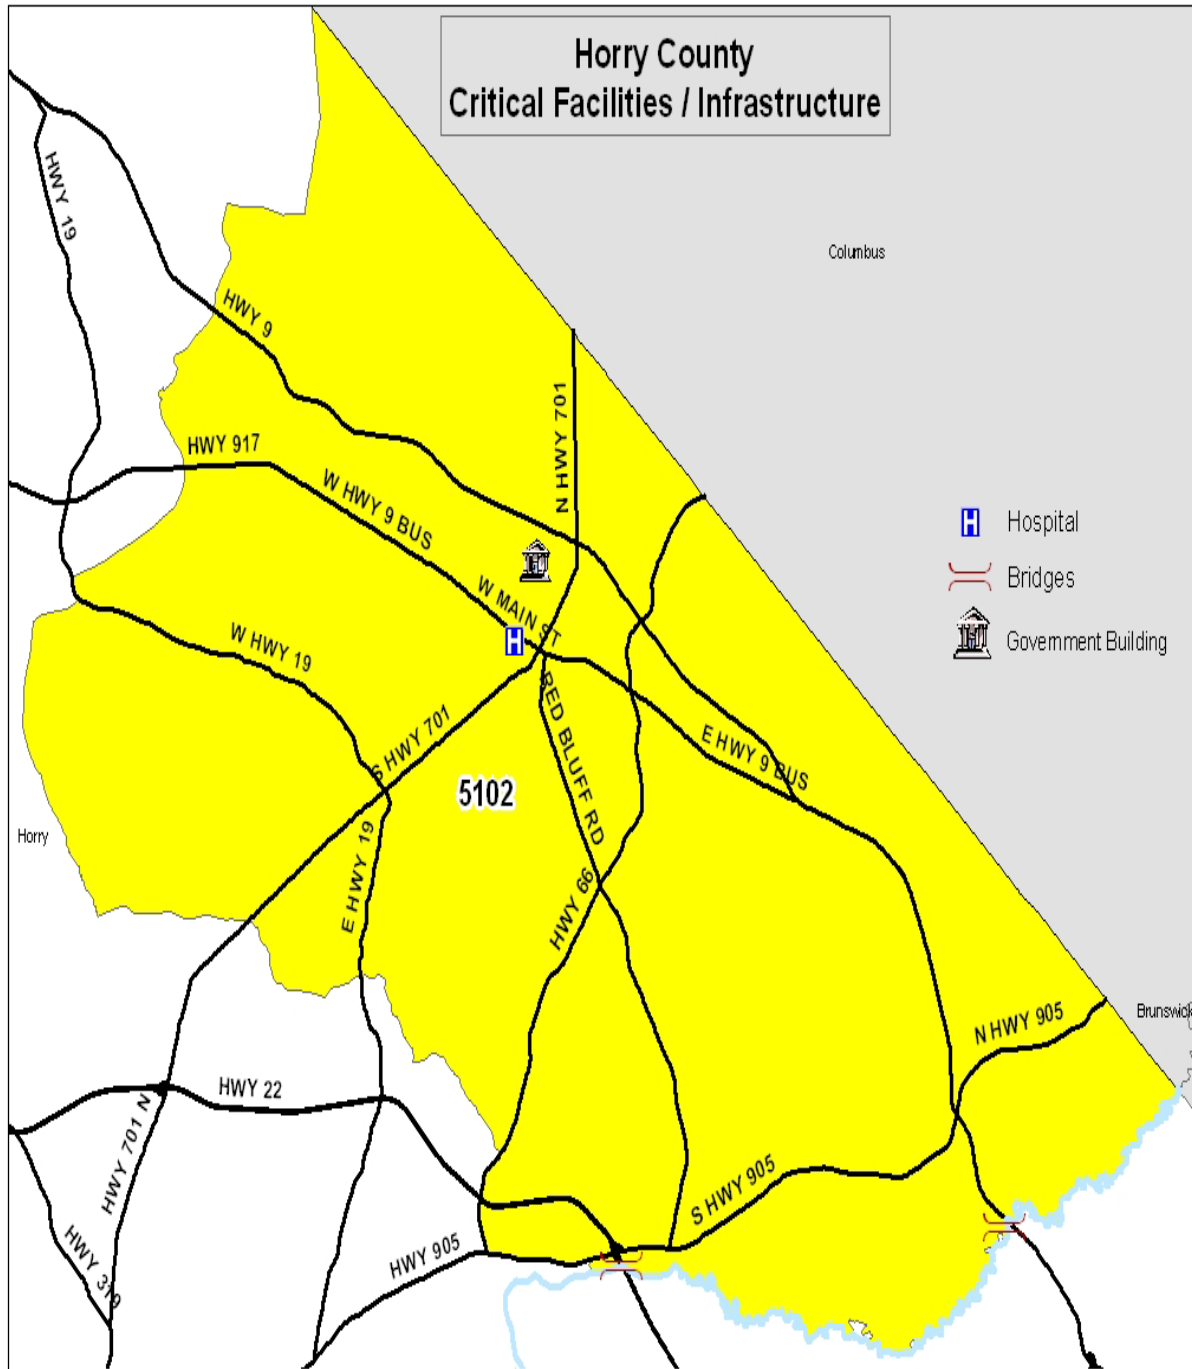 Horry County
Critical Facilities / Infrastructure
HWY 19
Columbus
HWY 9
N HWY 701
HWY 917
W HWY 9 BUS
Hospital
Bridges
Government Building
W MAIN ST
W HWY 19
RED BLUFF RD
S HWY 701
E HWY 9 BUS
5102
Horry
E HWY 19
HWY 66
N HWY 905
Brunswick
HWY 22
HWY 701 N
S HWY 905
HWY 905
HWY 319
H
H